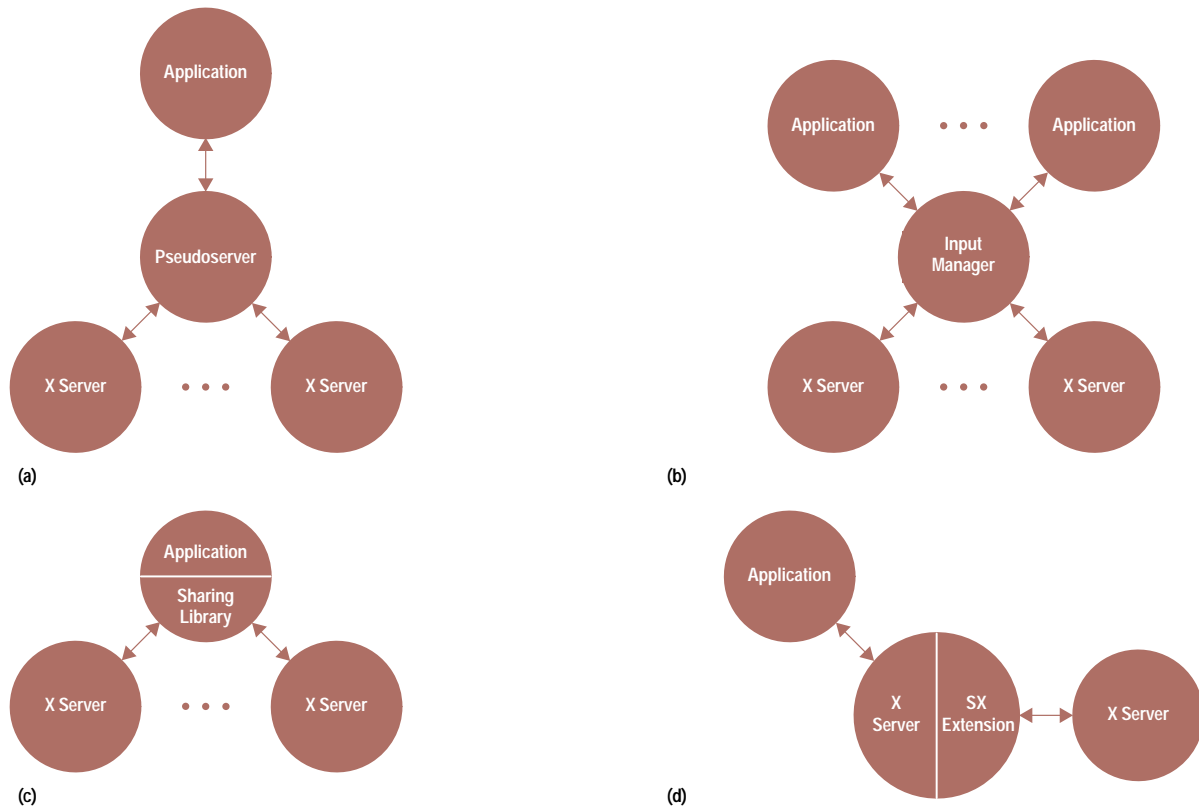 Application
Pseudoserver
X Server
X Server
(a)
Application
Application
Input
Manager
X Server
X Server
(b)
Application
Sharing
Library
X Server
X Server
(c)
Application
X
Server
SX
Extension
X Server
(d)